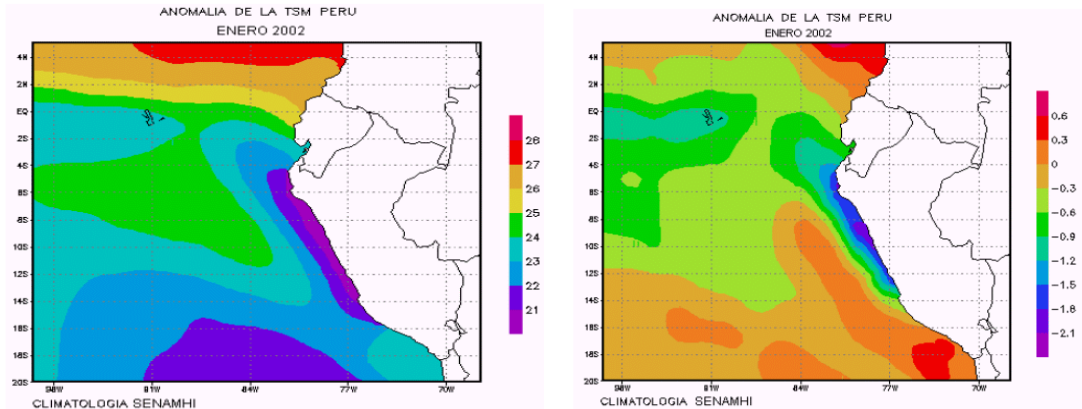 ANOMALIA DE LA TSM PERU
ENERO 2002
4N
2N
EQ
2S
4S
6S
8S
10S
12S
14S
16S
18S
20S
81W
84W
77W
70W
28
27
26
25
24
23
22
21
CLIMATOLOGIA SENAMHI
ANOMALIA DE LA TSM PERU
ENERO 2002
4N
2N
EQ
2S
4S
6S
8S
10S
12S
14S
16S
18S
20S
81W
84W
77W
70W
0.6
0.3
0
-0.3
-0.6
-0.9
-1.2
-1.5
-1.8
-2.1
CLIMATOLOGIA SENAMHI